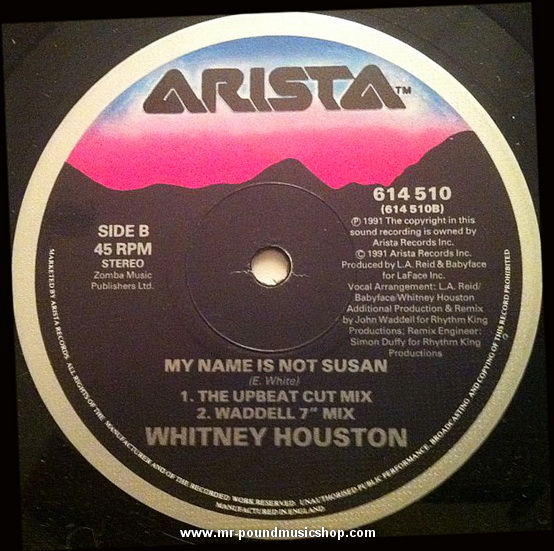 ARISTA™
614 510
(614 510B)
SIDE B
45 RPM
STEREO
Zomba Music
Publishers Ltd.
℗ 1991 The copyright in this
sound recording is owned by
Arista Records Inc.
© 1991 Arista Records Inc.
Produced by L.A. Reid & Babyface
for LaFace Inc.
Vocal Arrangement: L.A. Reid/
Babyface/Whitney Houston
Additional Production & Remix
by John Waddell for Rhythm King
Productions; Remix Engineer:
Simon Duffy for Rhythm King
Productions
MY NAME IS NOT SUSAN
(E. White)
1. THE UPBEAT CUT MIX
2. WADDELL 7" MIX
WHITNEY HOUSTON
MARKETED BY ARISTA RECORDS. ALL RIGHTS OF THE MANUFACTURER AND OF THE RECORDED WORK RESERVED. UNAUTHORISED PUBLIC PERFORMANCE, BROADCASTING AND COPYING OF THIS RECORD PROHIBITED
MANUFACTURED IN ENGLAND.
www.mr-poundmusicshop.com